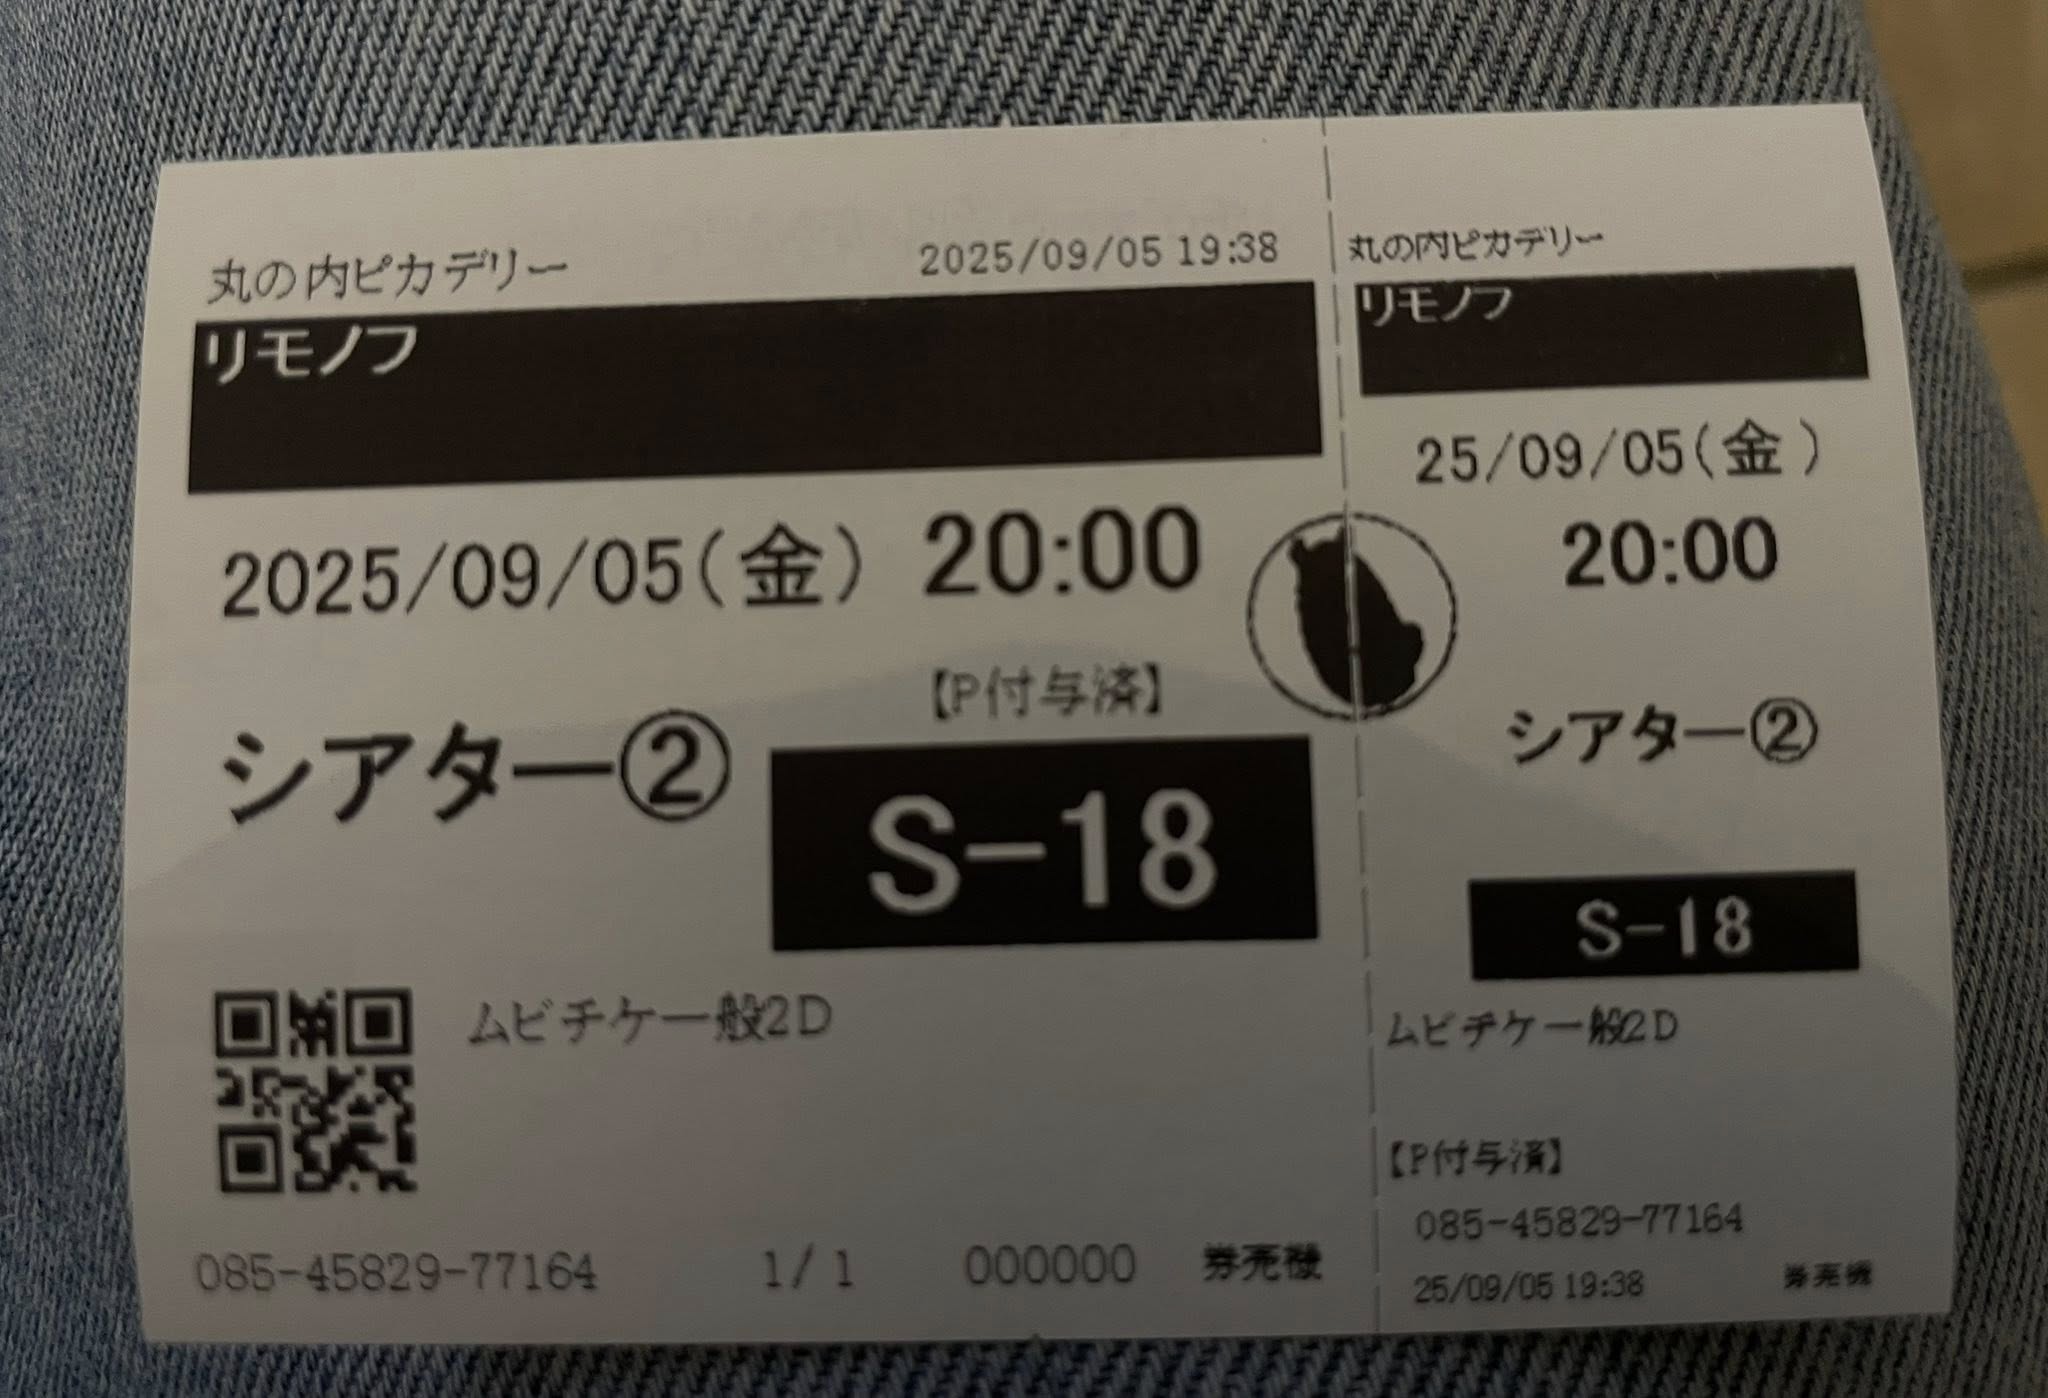 丸の内ピカデリー 2025/09/05 19:38
リモノフ
2025/09/05(金) 20:00
【P付与済】
シアター②
S-18
ムビチケ一般2D
085-45829-77164 1/1 000000 券売機
丸の内ピカデリー
リモノフ
25/09/05(金)
20:00
シアター②
S-18
ムビチケ一般2D
【P付与済】
085-45829-77164
25/09/05 19:38 券売機